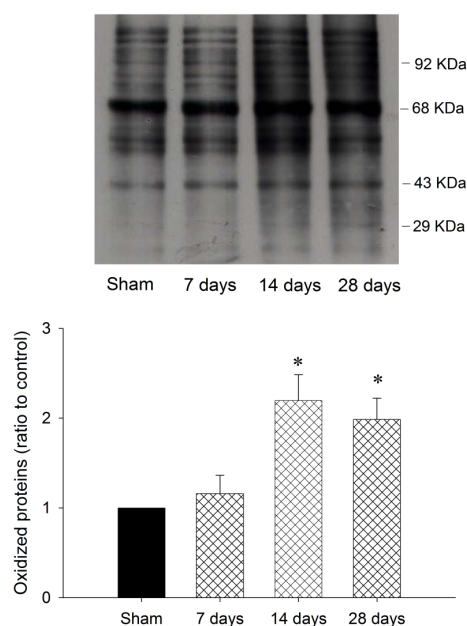 92 KDa
68 KDa
43 KDa
29 KDa
Sham 7 days 14 days 28 days
Oxidized proteins (ratio to control)
3
2
1
0
* *
Sham 7 days 14 days 28 days